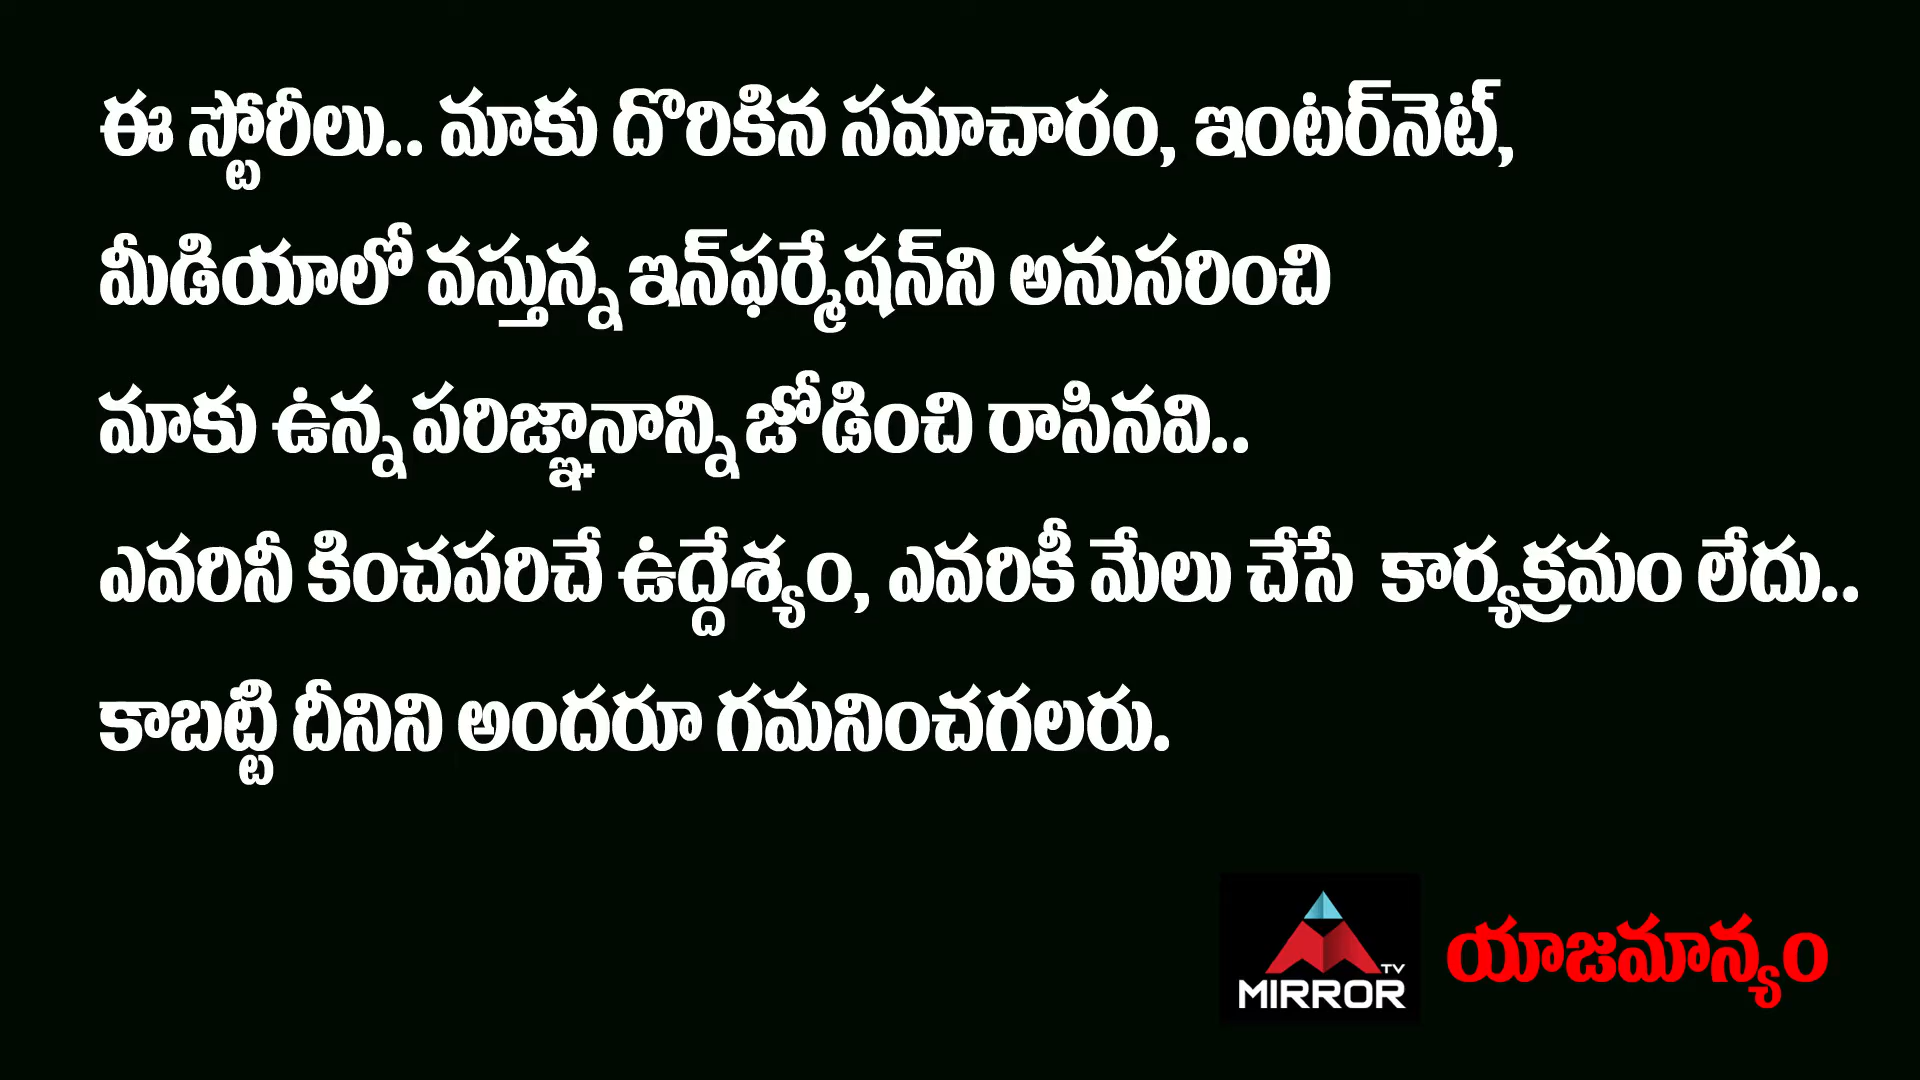 ఈ స్టోరీలు.. మాకు దొరికిన సమాచారం, ఇంటర్‌నెట్,
మీడియాలో వస్తున్న ఇన్‌ఫర్మేషన్‌ని అనుసరించి
మాకు ఉన్న పరిజ్ఞానాన్ని జోడించి రాసినవి..
ఎవరినీ కించపరిచే ఉద్దేశ్యం, ఎవరికీ మేలు చేసే కార్యక్రమం లేదు..
కాబట్టి దీనిని అందరూ గమనించగలరు.
TV
MIRROR
యాజమాన్యం